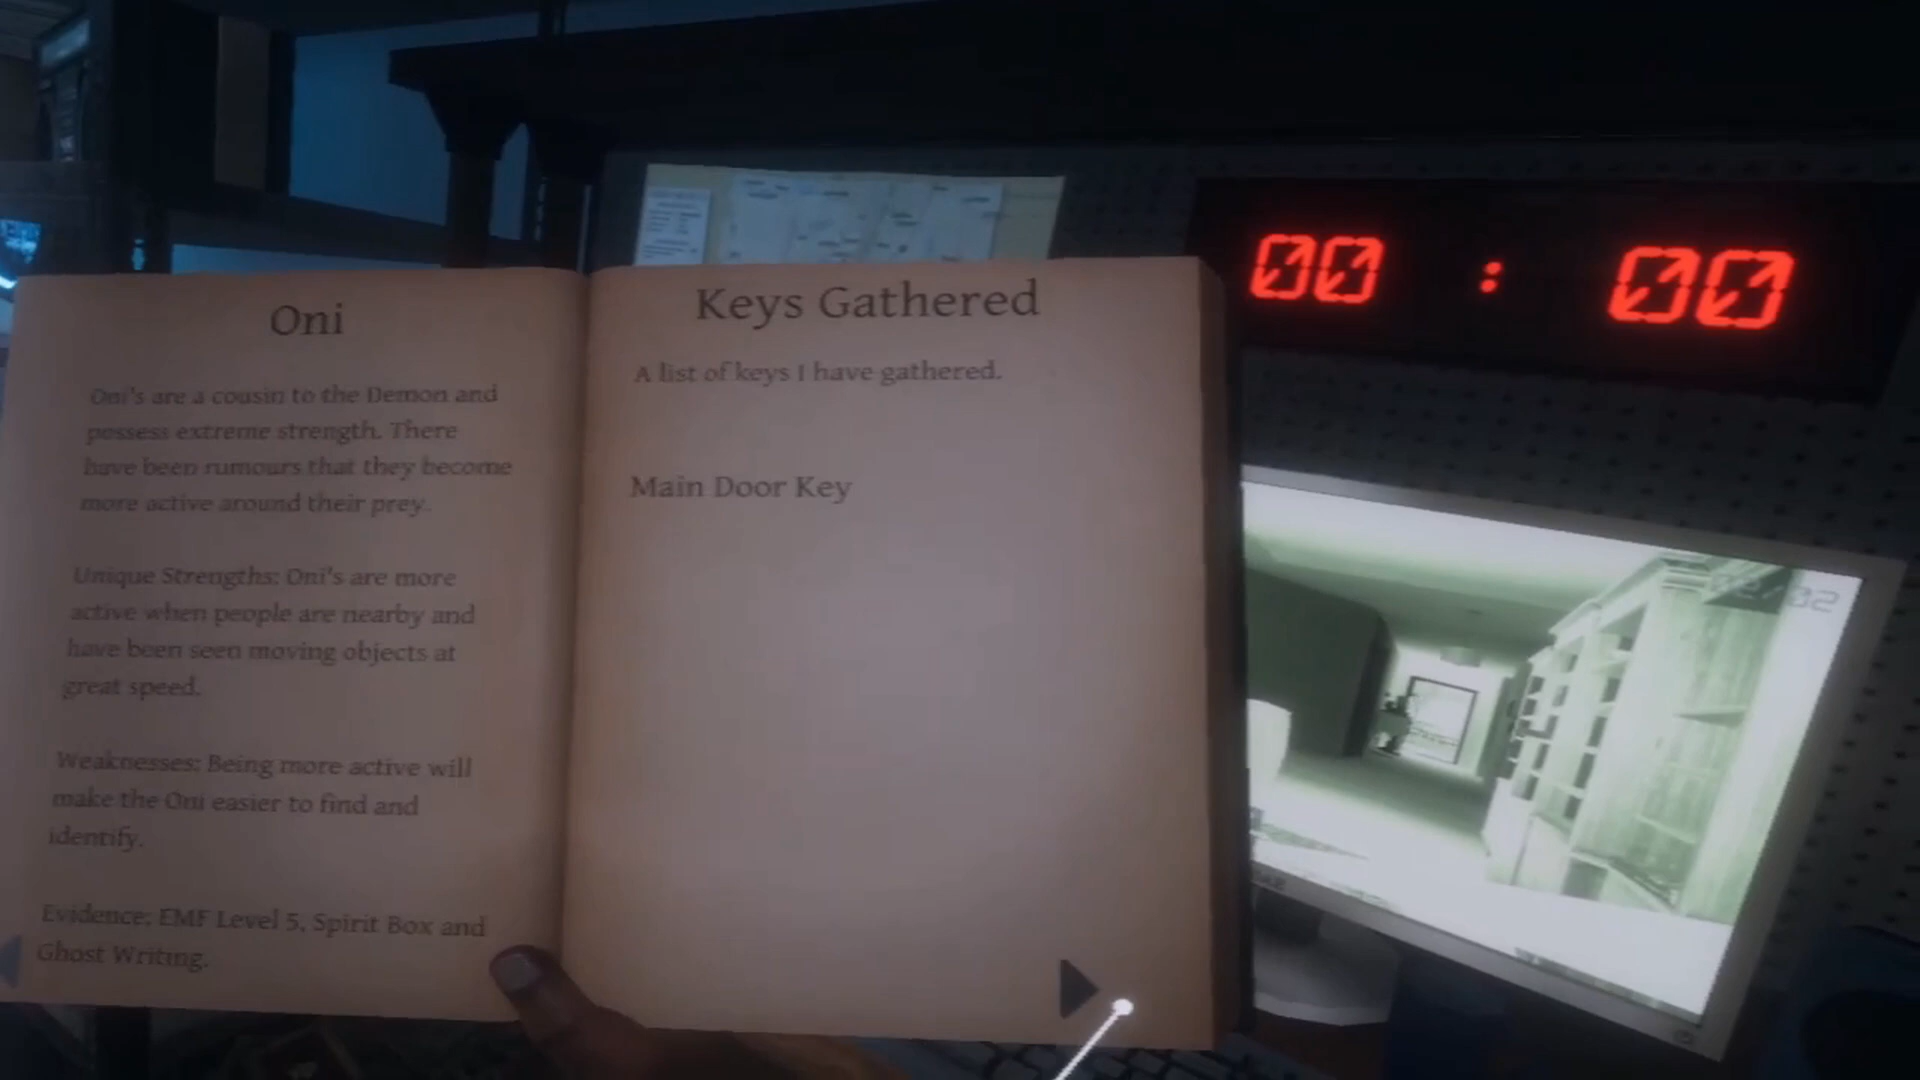 Oni
Oni's are a cousin to the Demon and
possess extreme strength. There
have been rumours that they become
more active around their prey.
Unique Strengths: Oni's are more
active when people are nearby and
have been seen moving objects at
great speed.
Weaknesses: Being more active will
make the Oni easier to find and
identify.
Evidence: EMF Level 5, Spirit Box and
Ghost Writing.
Keys Gathered
A list of keys I have gathered.
Main Door Key
00 : 00